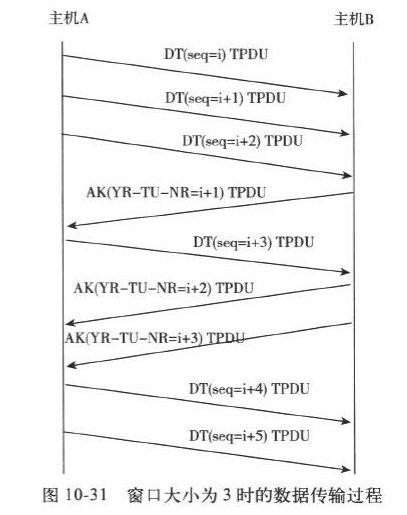 主机A
主机B
DT(seq=i) TPDU
DT(seq=i+1) TPDU
DT(seq=i+2) TPDU
AK(YR-TU-NR=i+1) TPDU
DT(seq=i+3) TPDU
AK(YR-TU-NR=i+2) TPDU
AK(YR-TU-NR=i+3) TPDU
DT(seq=i+4) TPDU
DT(seq=i+5) TPDU
图 10-31 窗口大小为 3 时的数据传输过程